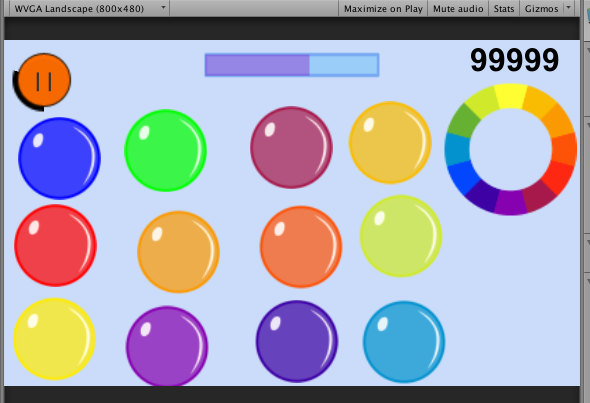 WVGA Landscape (800x480)
Maximize on Play
Mute audio
Stats
Gizmos
99999